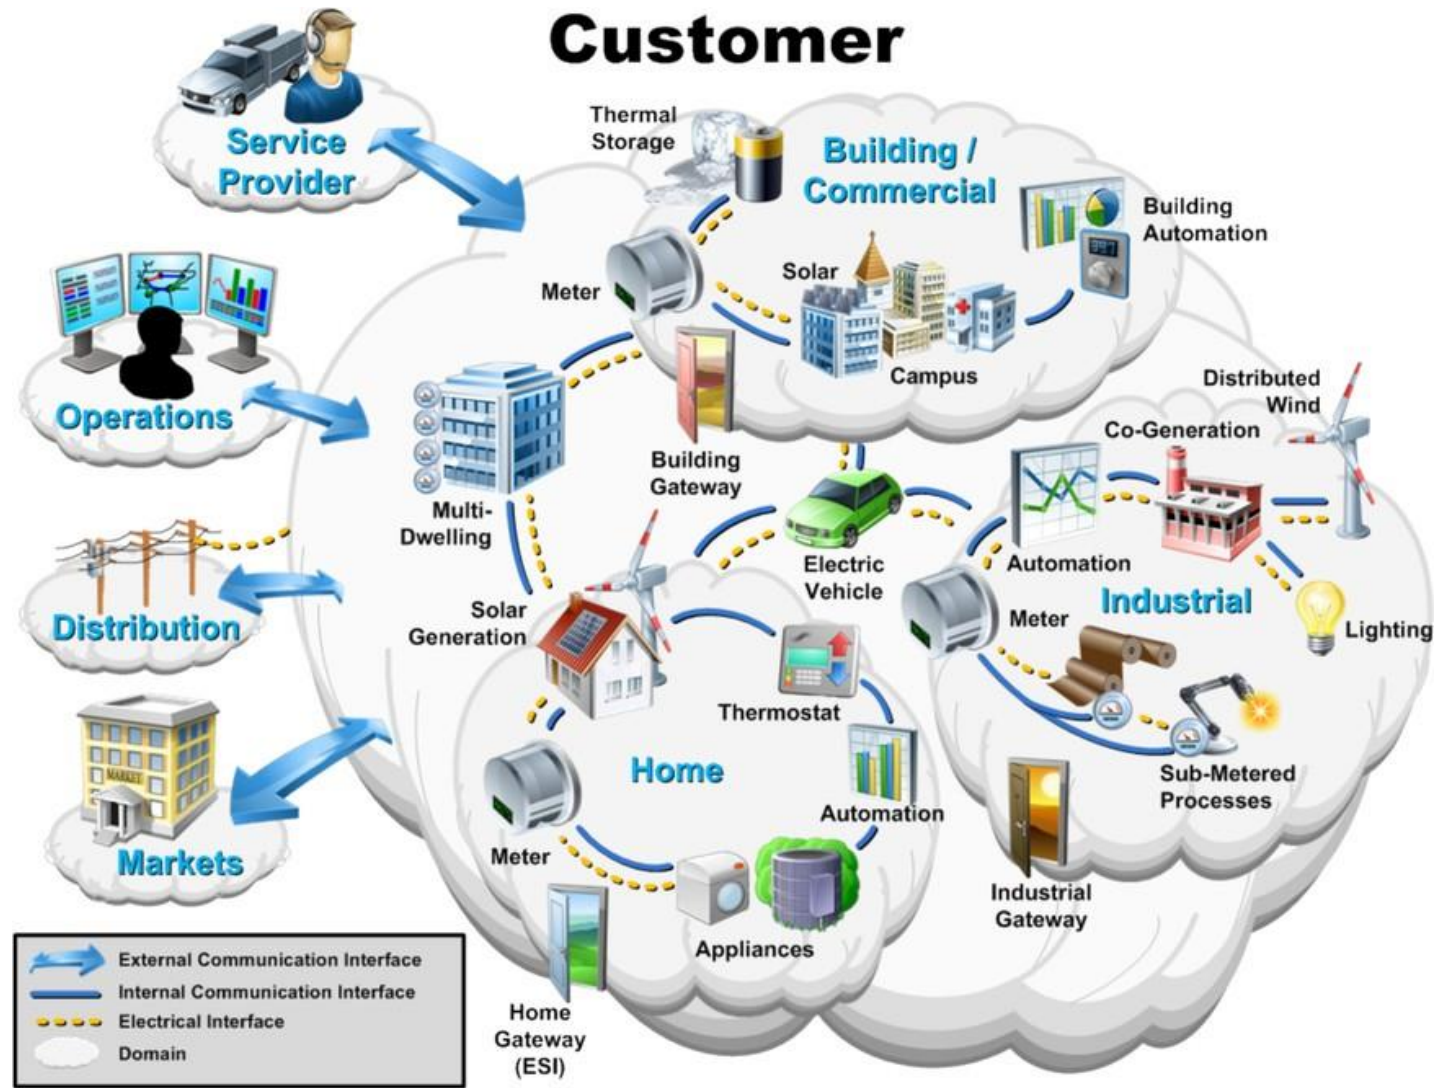 Customer
Service
Provider
Thermal
Storage
Building /
Commercial
Building
Automation
Meter
Solar
Campus
Operations
Distributed
Wind
Co-Generation
Building
Gateway
Multi-
Dwelling
Electric
Vehicle
Automation
Industrial
Meter
Lighting
Distribution
Solar
Generation
Thermostat
Home
Sub-Metered
Processes
MARKET
Markets
Automation
Meter
Appliances
Industrial
Gateway
Home
Gateway
(ESI)
External Communication Interface
Internal Communication Interface
Electrical Interface
Domain